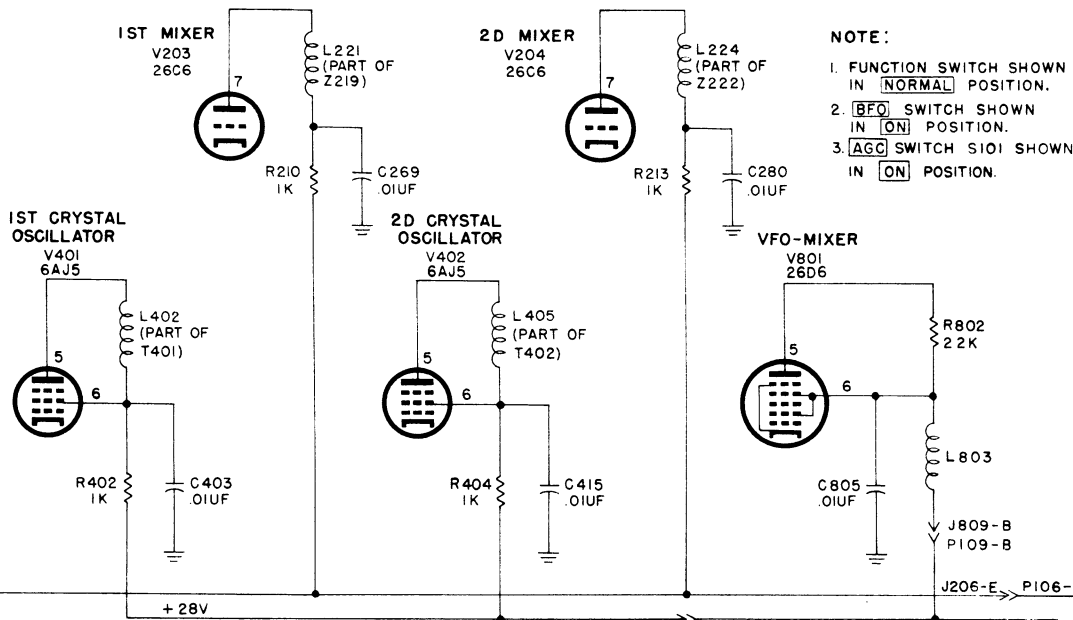 1ST MIXER
V203
26C6
7
L221
(PART OF
Z219)
R210
1K
C269
.01UF
2D MIXER
V204
26C6
7
L224
(PART OF
Z222)
R213
1K
C280
.01UF
NOTE:
1. FUNCTION SWITCH SHOWN
IN NORMAL POSITION.
2. BFO SWITCH SHOWN
IN ON POSITION.
3. AGC SWITCH S101 SHOWN
IN ON POSITION.
1ST CRYSTAL
OSCILLATOR
V401
6AJ5
5
6
L402
(PART OF
T401)
R402
1K
C403
.01UF
2D CRYSTAL
OSCILLATOR
V402
6AJ5
5
6
L405
(PART OF
T402)
R404
1K
C415
.01UF
VFO-MIXER
V801
26D6
5
6
R802
22K
L803
C805
.01UF
J809-B
P109-B
J206-E
P106-
+28V